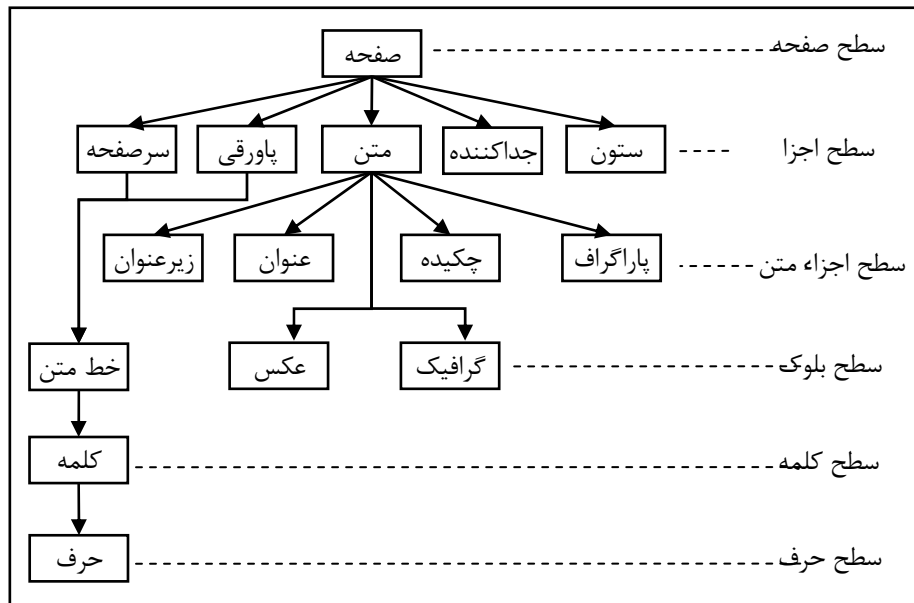 صفحه سطح صفحه
ستون جداکننده متن پاورقی سرصفحه سطح اجزا
پاراگراف چکیده عنوان زیرعنوان سطح اجزاء متن
گرافیک عکس خط متن سطح بلوک
کلمه سطح کلمه
حرف سطح حرف